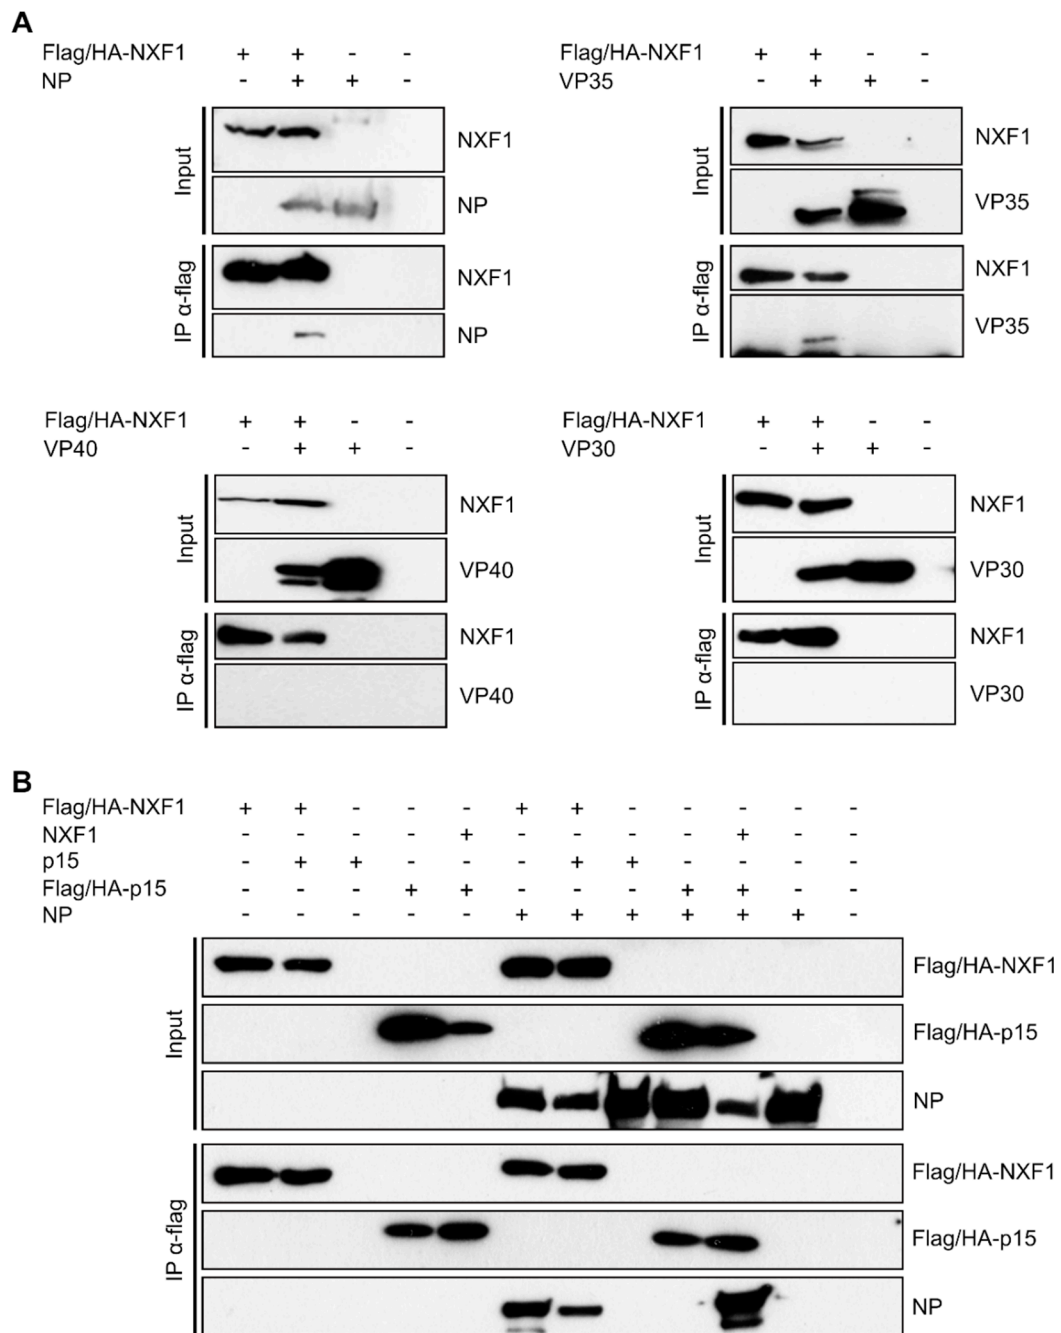 A
Flag/HA-NXF1 + + - -
NP - + + -
Input
NXF1
NP
IP α-flag
NXF1
NP
Flag/HA-NXF1 + + - -
VP35 - + + -
Input
NXF1
VP35
IP α-flag
NXF1
VP35
Flag/HA-NXF1 + + - -
VP40 - + + -
Input
NXF1
VP40
IP α-flag
NXF1
VP40
Flag/HA-NXF1 + + - -
VP30 - + + -
Input
NXF1
VP30
IP α-flag
NXF1
VP30
B
Flag/HA-NXF1 + + - - - + + - - - - -
NXF1 - - - - + - - - - + - -
p15 - + + - - - + + - - - -
Flag/HA-p15 - - - + + - - - + + - -
NP - - - - - + + + + + + -
Input
Flag/HA-NXF1
Flag/HA-p15
NP
IP α-flag
Flag/HA-NXF1
Flag/HA-p15
NP